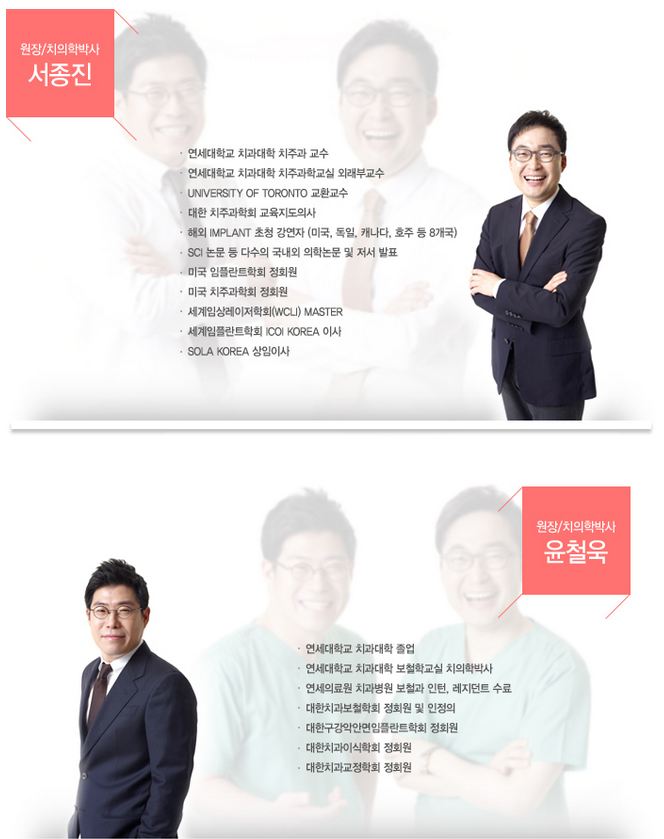 원장/치의학박사
서종진
· 연세대학교 치과대학 치주과 교수
· 연세대학교 치과대학 치주과학교실 외래부교수
· UNIVERSITY OF TORONTO 교환교수
· 대한 치주과학회 교육지도의사
· 해외 IMPLANT 초청 강연자 (미국, 독일, 캐나다, 호주 등 8개국)
· SCI 논문 등 다수의 국내외 의학논문 및 저서 발표
· 미국 임플란트학회 정회원
· 미국 치주과학회 정회원
· 세계임상레이저학회(WCLI) MASTER
· 세계임플란트학회 ICOI KOREA 이사
· SOLA KOREA 상임이사
원장/치의학박사
윤철욱
· 연세대학교 치과대학 졸업
· 연세대학교 치과대학 보철학교실 치의학박사
· 연세의료원 치과병원 보철과 인턴, 레지던트 수료
· 대한치과보철학회 정회원 및 인정의
· 대한구강악안면임플란트학회 정회원
· 대한치과이식학회 정회원
· 대한치과교정학회 정회원